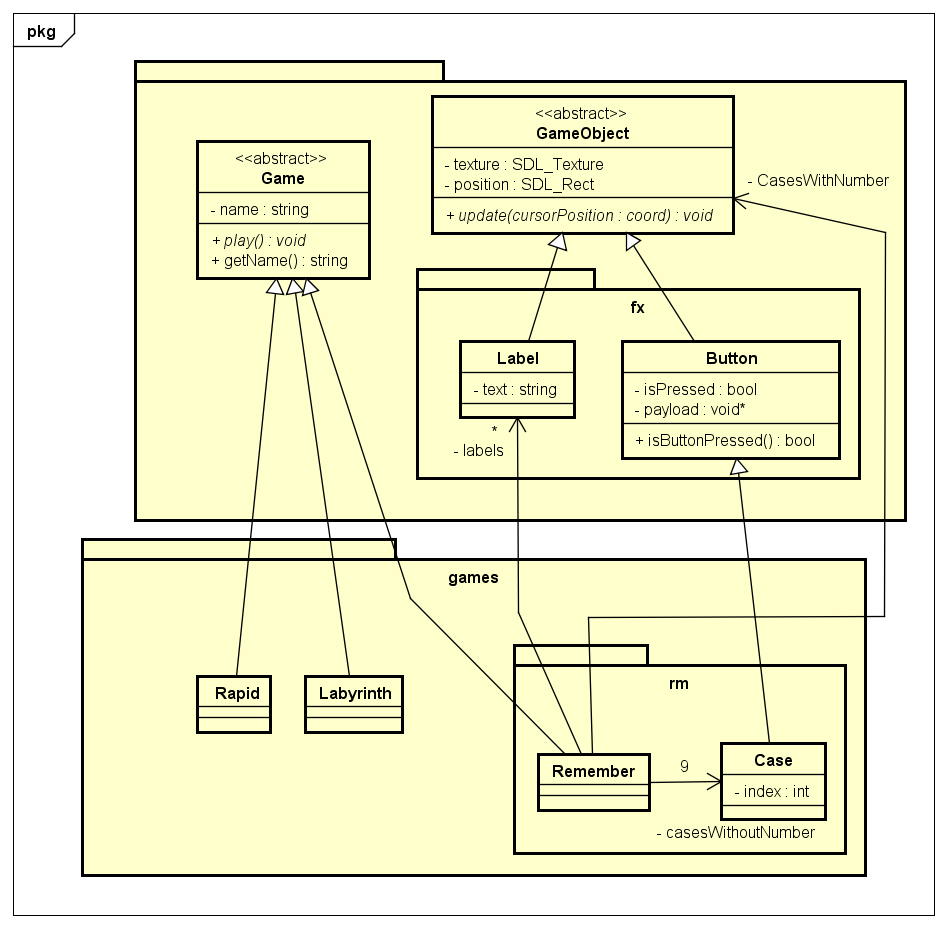 pkg
<<abstract>>
Game
- name : string
+ play() : void
+ getName() : string
<<abstract>>
GameObject
- texture : SDL_Texture
- position : SDL_Rect
+ update(cursorPosition : coord) : void
- CasesWithNumber
fx
Label
- text : string
Button
- isPressed : bool
- payload : void*
+ isButtonPressed() : bool
*
- labels
games
Rapid
Labyrinth
rm
Remember
9
Case
- index : int
- casesWithoutNumber